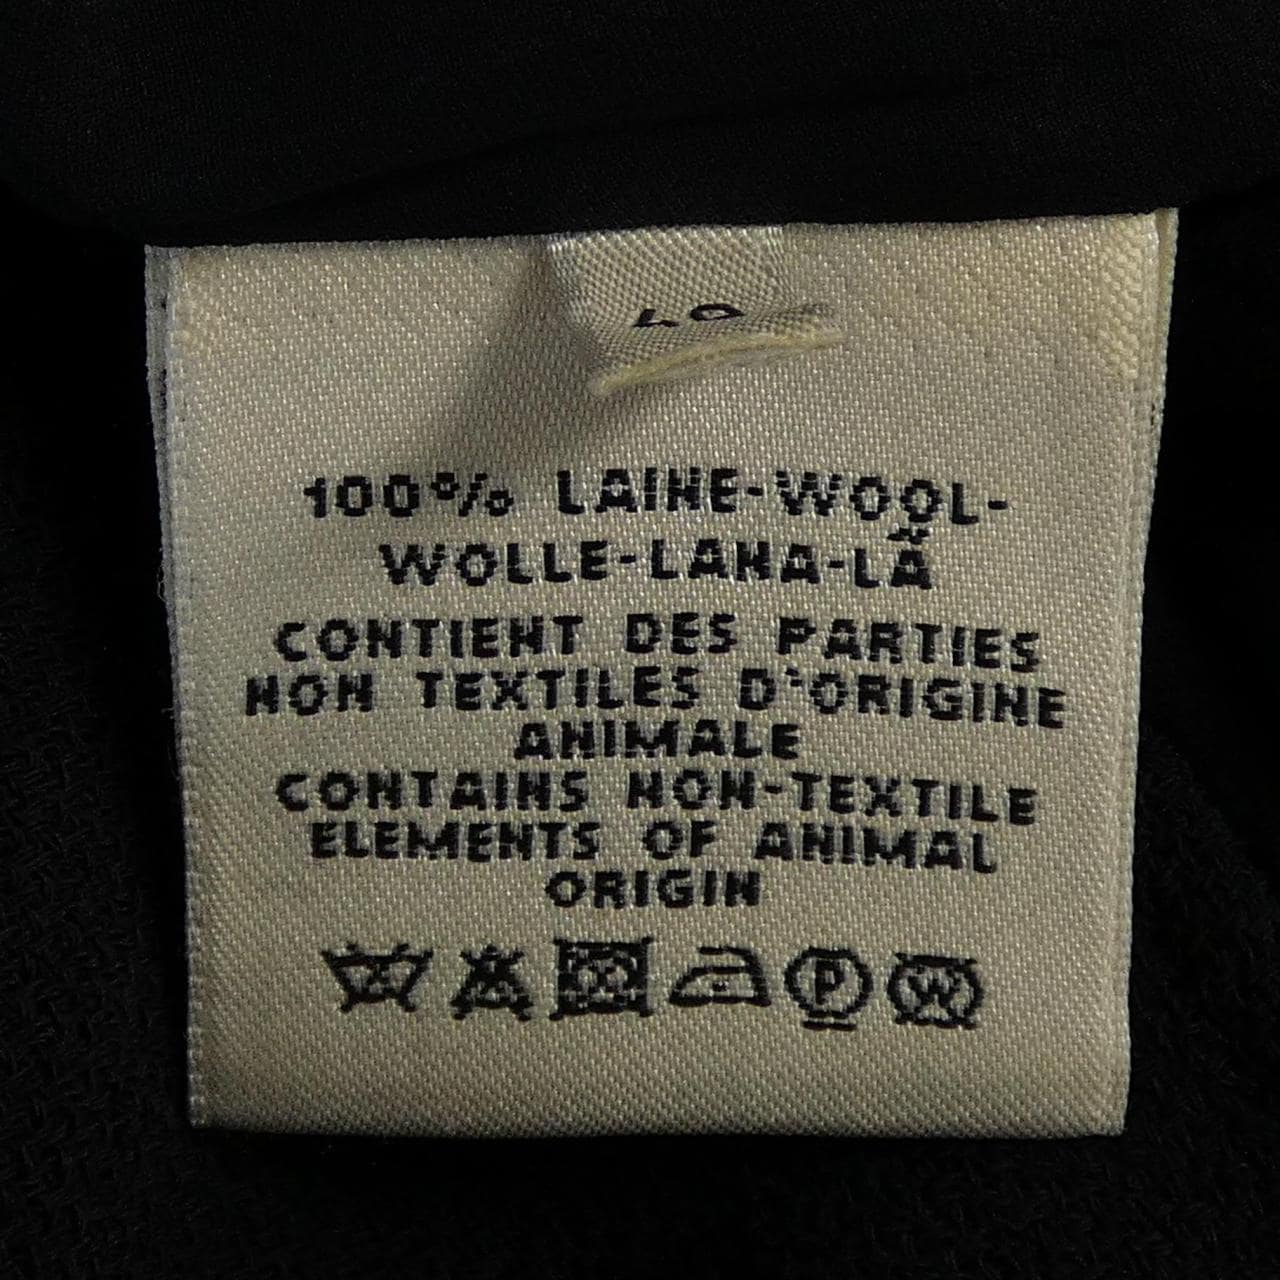 100% LAINE-WOOL-
WOLLE-LANA-LÃ
CONTIENT DES PARTIES
NON TEXTILES D'ORIGINE
ANIMALE
CONTAINS NON-TEXTILE
ELEMENTS OF ANIMAL
ORIGIN
P W